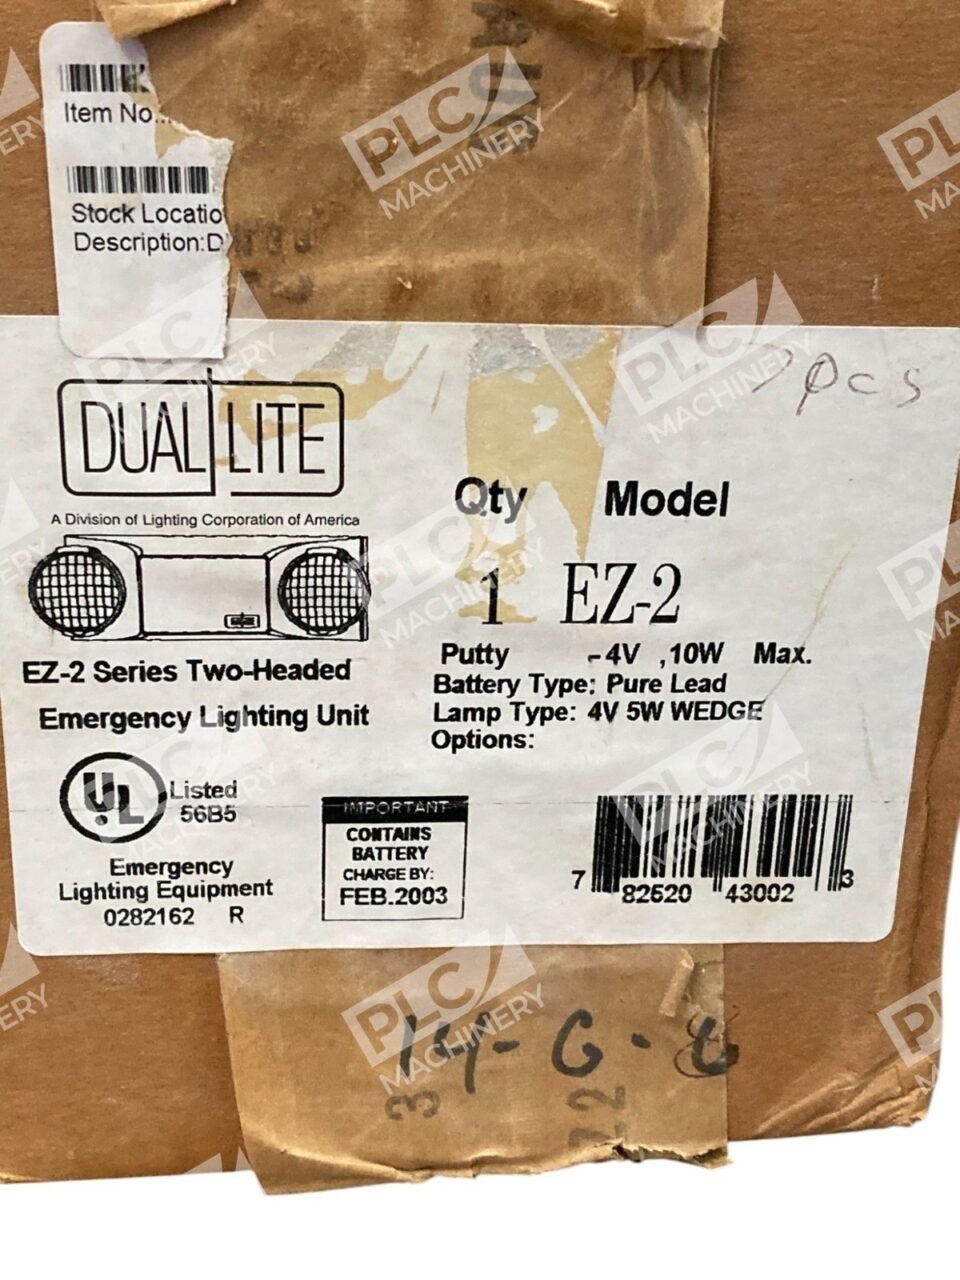 Item No...
Stock Locatio
Description:D
pcs
DUAL LITE
A Division of Lighting Corporation of America
Qty Model
1 EZ-2
EZ-2 Series Two-Headed
Emergency Lighting Unit
Putty -4V ,10W Max.
Battery Type: Pure Lead
Lamp Type: 4V 5W WEDGE
Options:
UL Listed
56B5
Emergency
Lighting Equipment
0282162 R
IMPORTANT
CONTAINS
BATTERY
CHARGE BY:
FEB.2003
7 82620 43002 3
14-6-
PLC MACHINERY